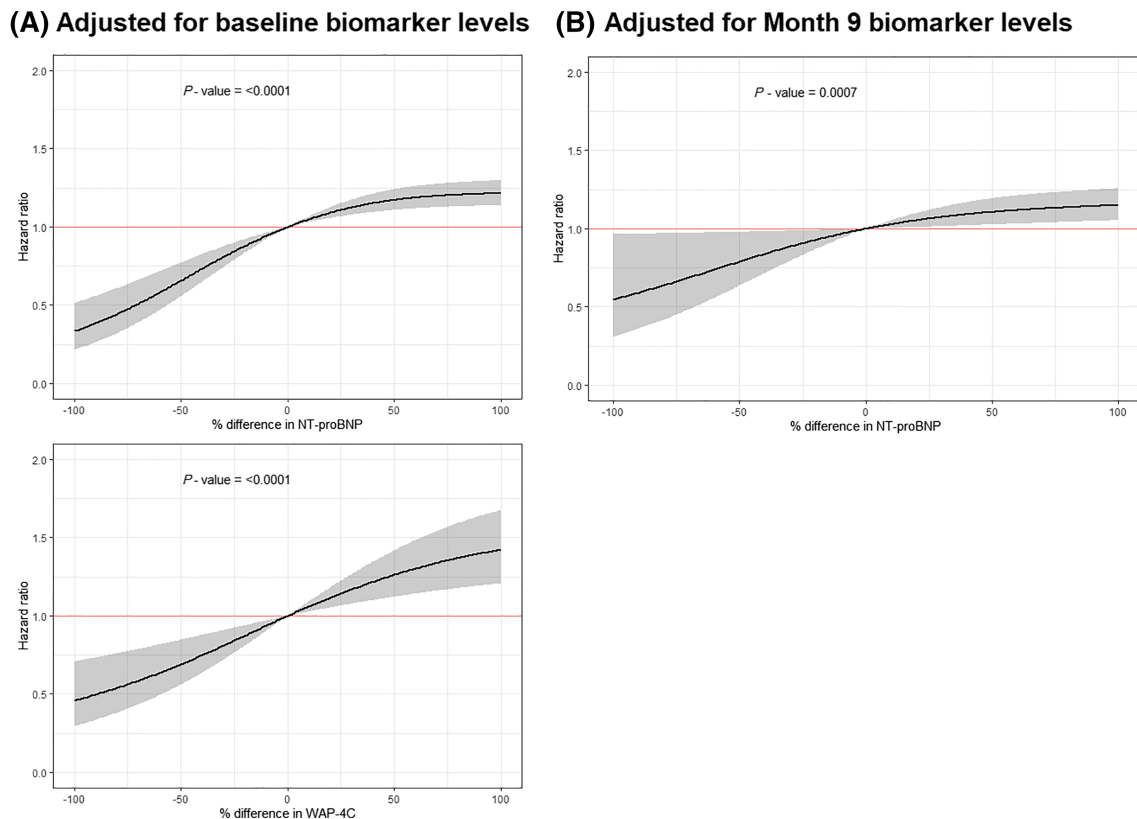 (A) Adjusted for baseline biomarker levels
2.0
1.5
1.0
0.5
0.0
Hazard ratio
P - value = <0.0001
-100 -50 0 50 100
% difference in NT-proBNP
2.0
1.5
1.0
0.5
0.0
Hazard ratio
P - value = <0.0001
-100 -50 0 50 100
% difference in WAP-4C
(B) Adjusted for Month 9 biomarker levels
2.0
1.5
1.0
0.5
0.0
Hazard ratio
P - value = 0.0007
-100 -50 0 50 100
% difference in NT-proBNP